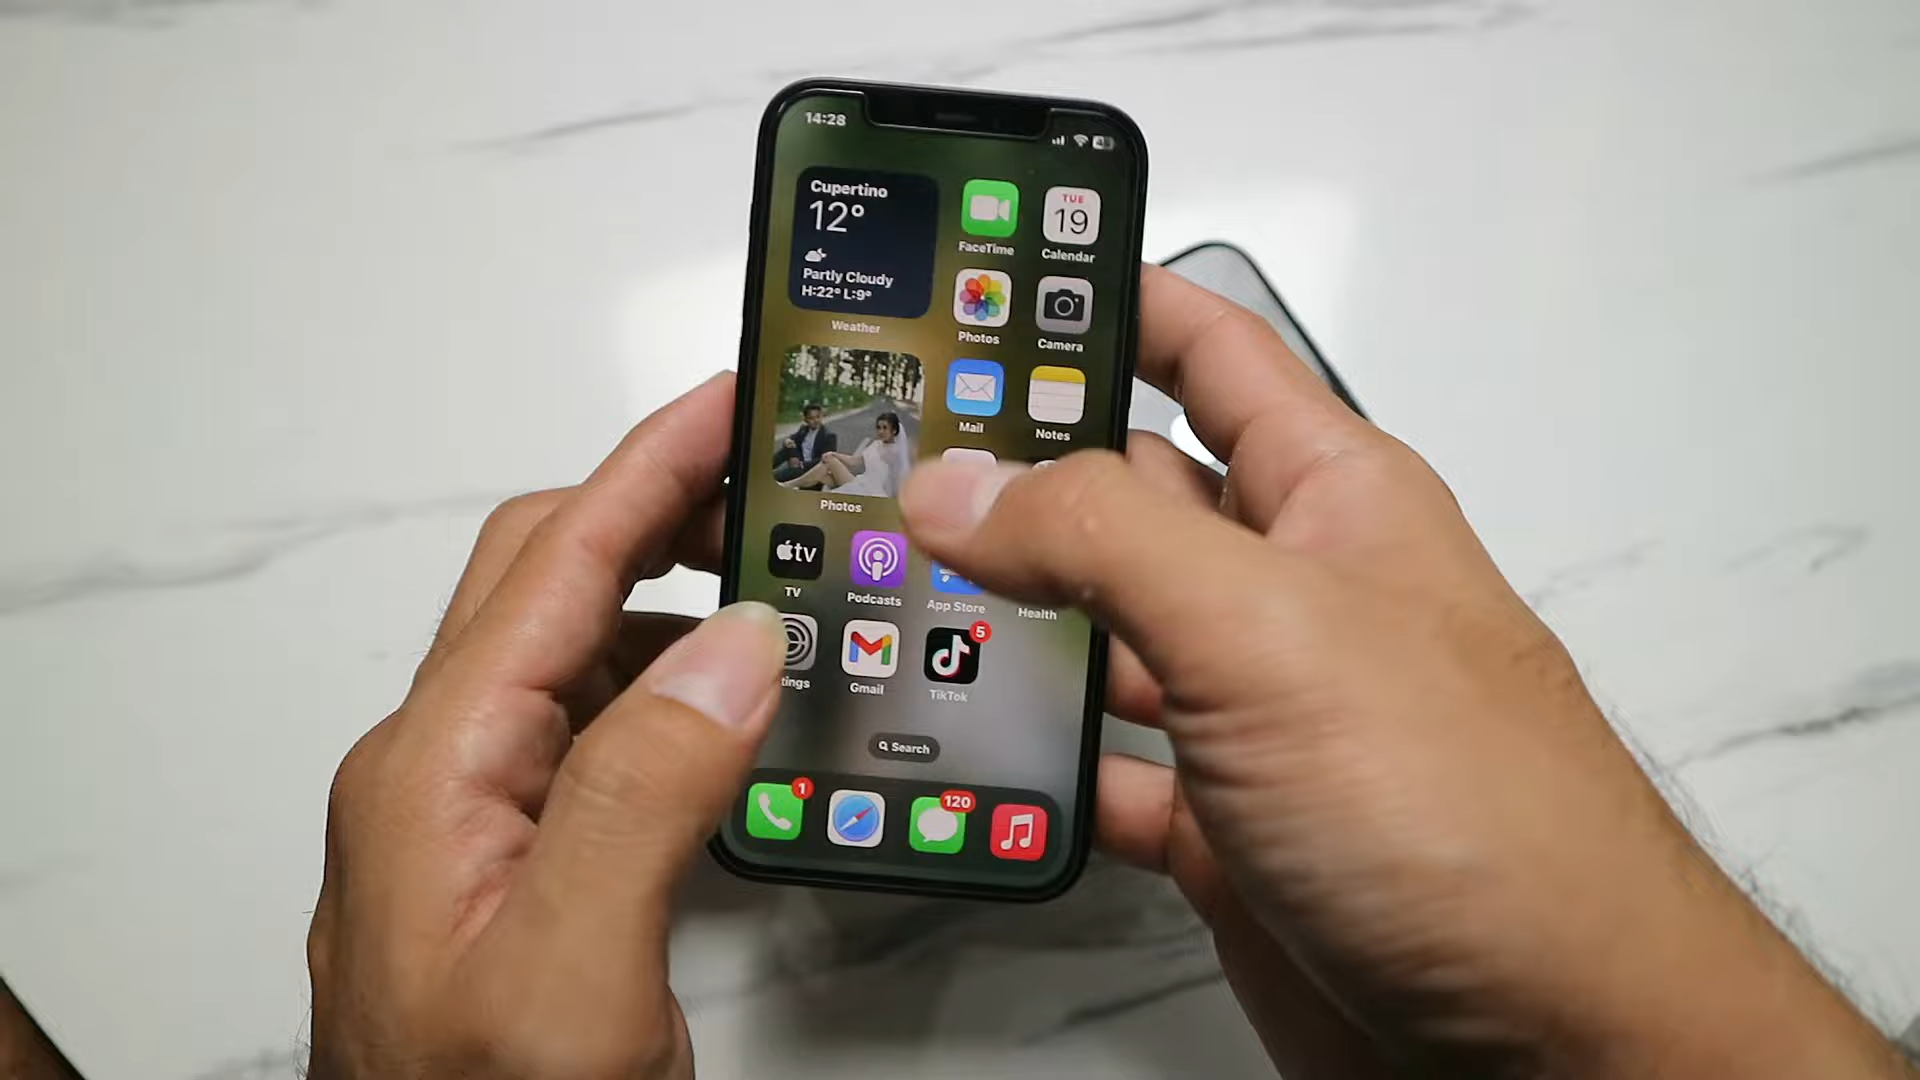 14:28
Cupertino
12°
Partly Cloudy
H:22° L:9°
Weather
FaceTime
TUE
19
Calendar
Photos
Camera
Mail
Notes
Photos
tv
TV
Podcasts
App Store
Health
tings
Gmail
5
TikTok
Search
1
120